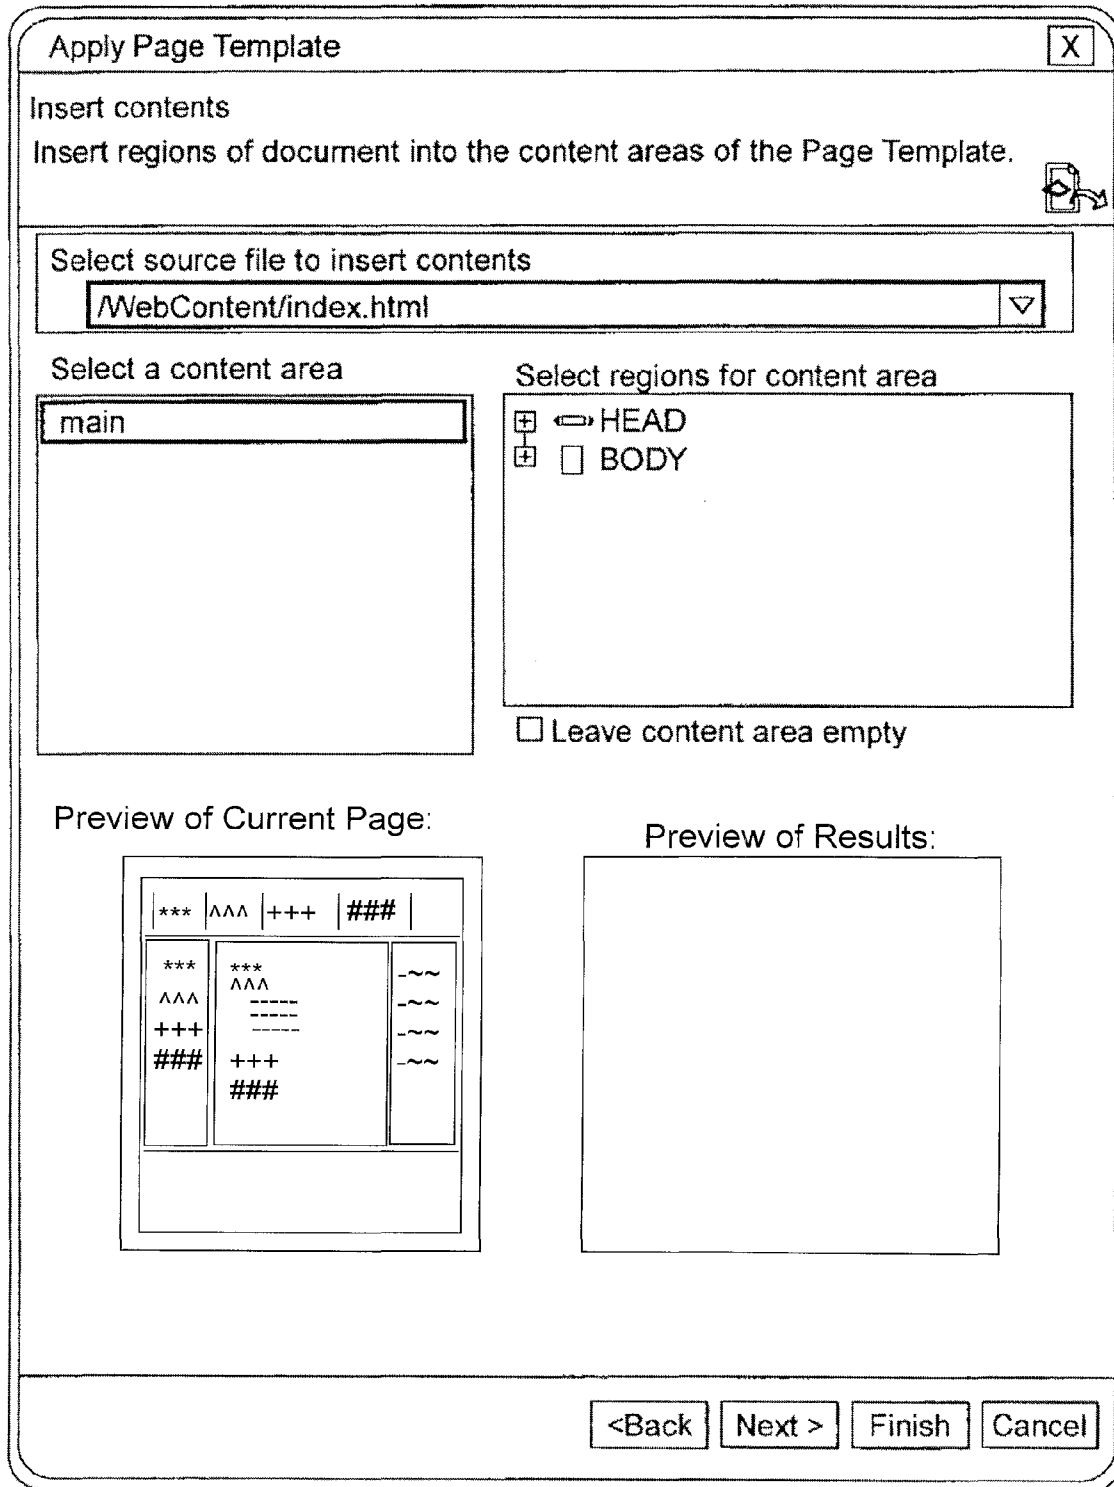 Apply Page Template X
Insert contents
Insert regions of document into the content areas of the Page Template.
Select source file to insert contents
/WebContent/index.html
Select a content area
main
Select regions for content area
HEAD
BODY
Leave content area empty
Preview of Current Page:
*** ^^^ +++ ###
***
^^^
+++
###
***
^^^
-----
-----
-----
+++
###
-~~
-~~
-~~
-~~
Preview of Results:
<Back Next > Finish Cancel